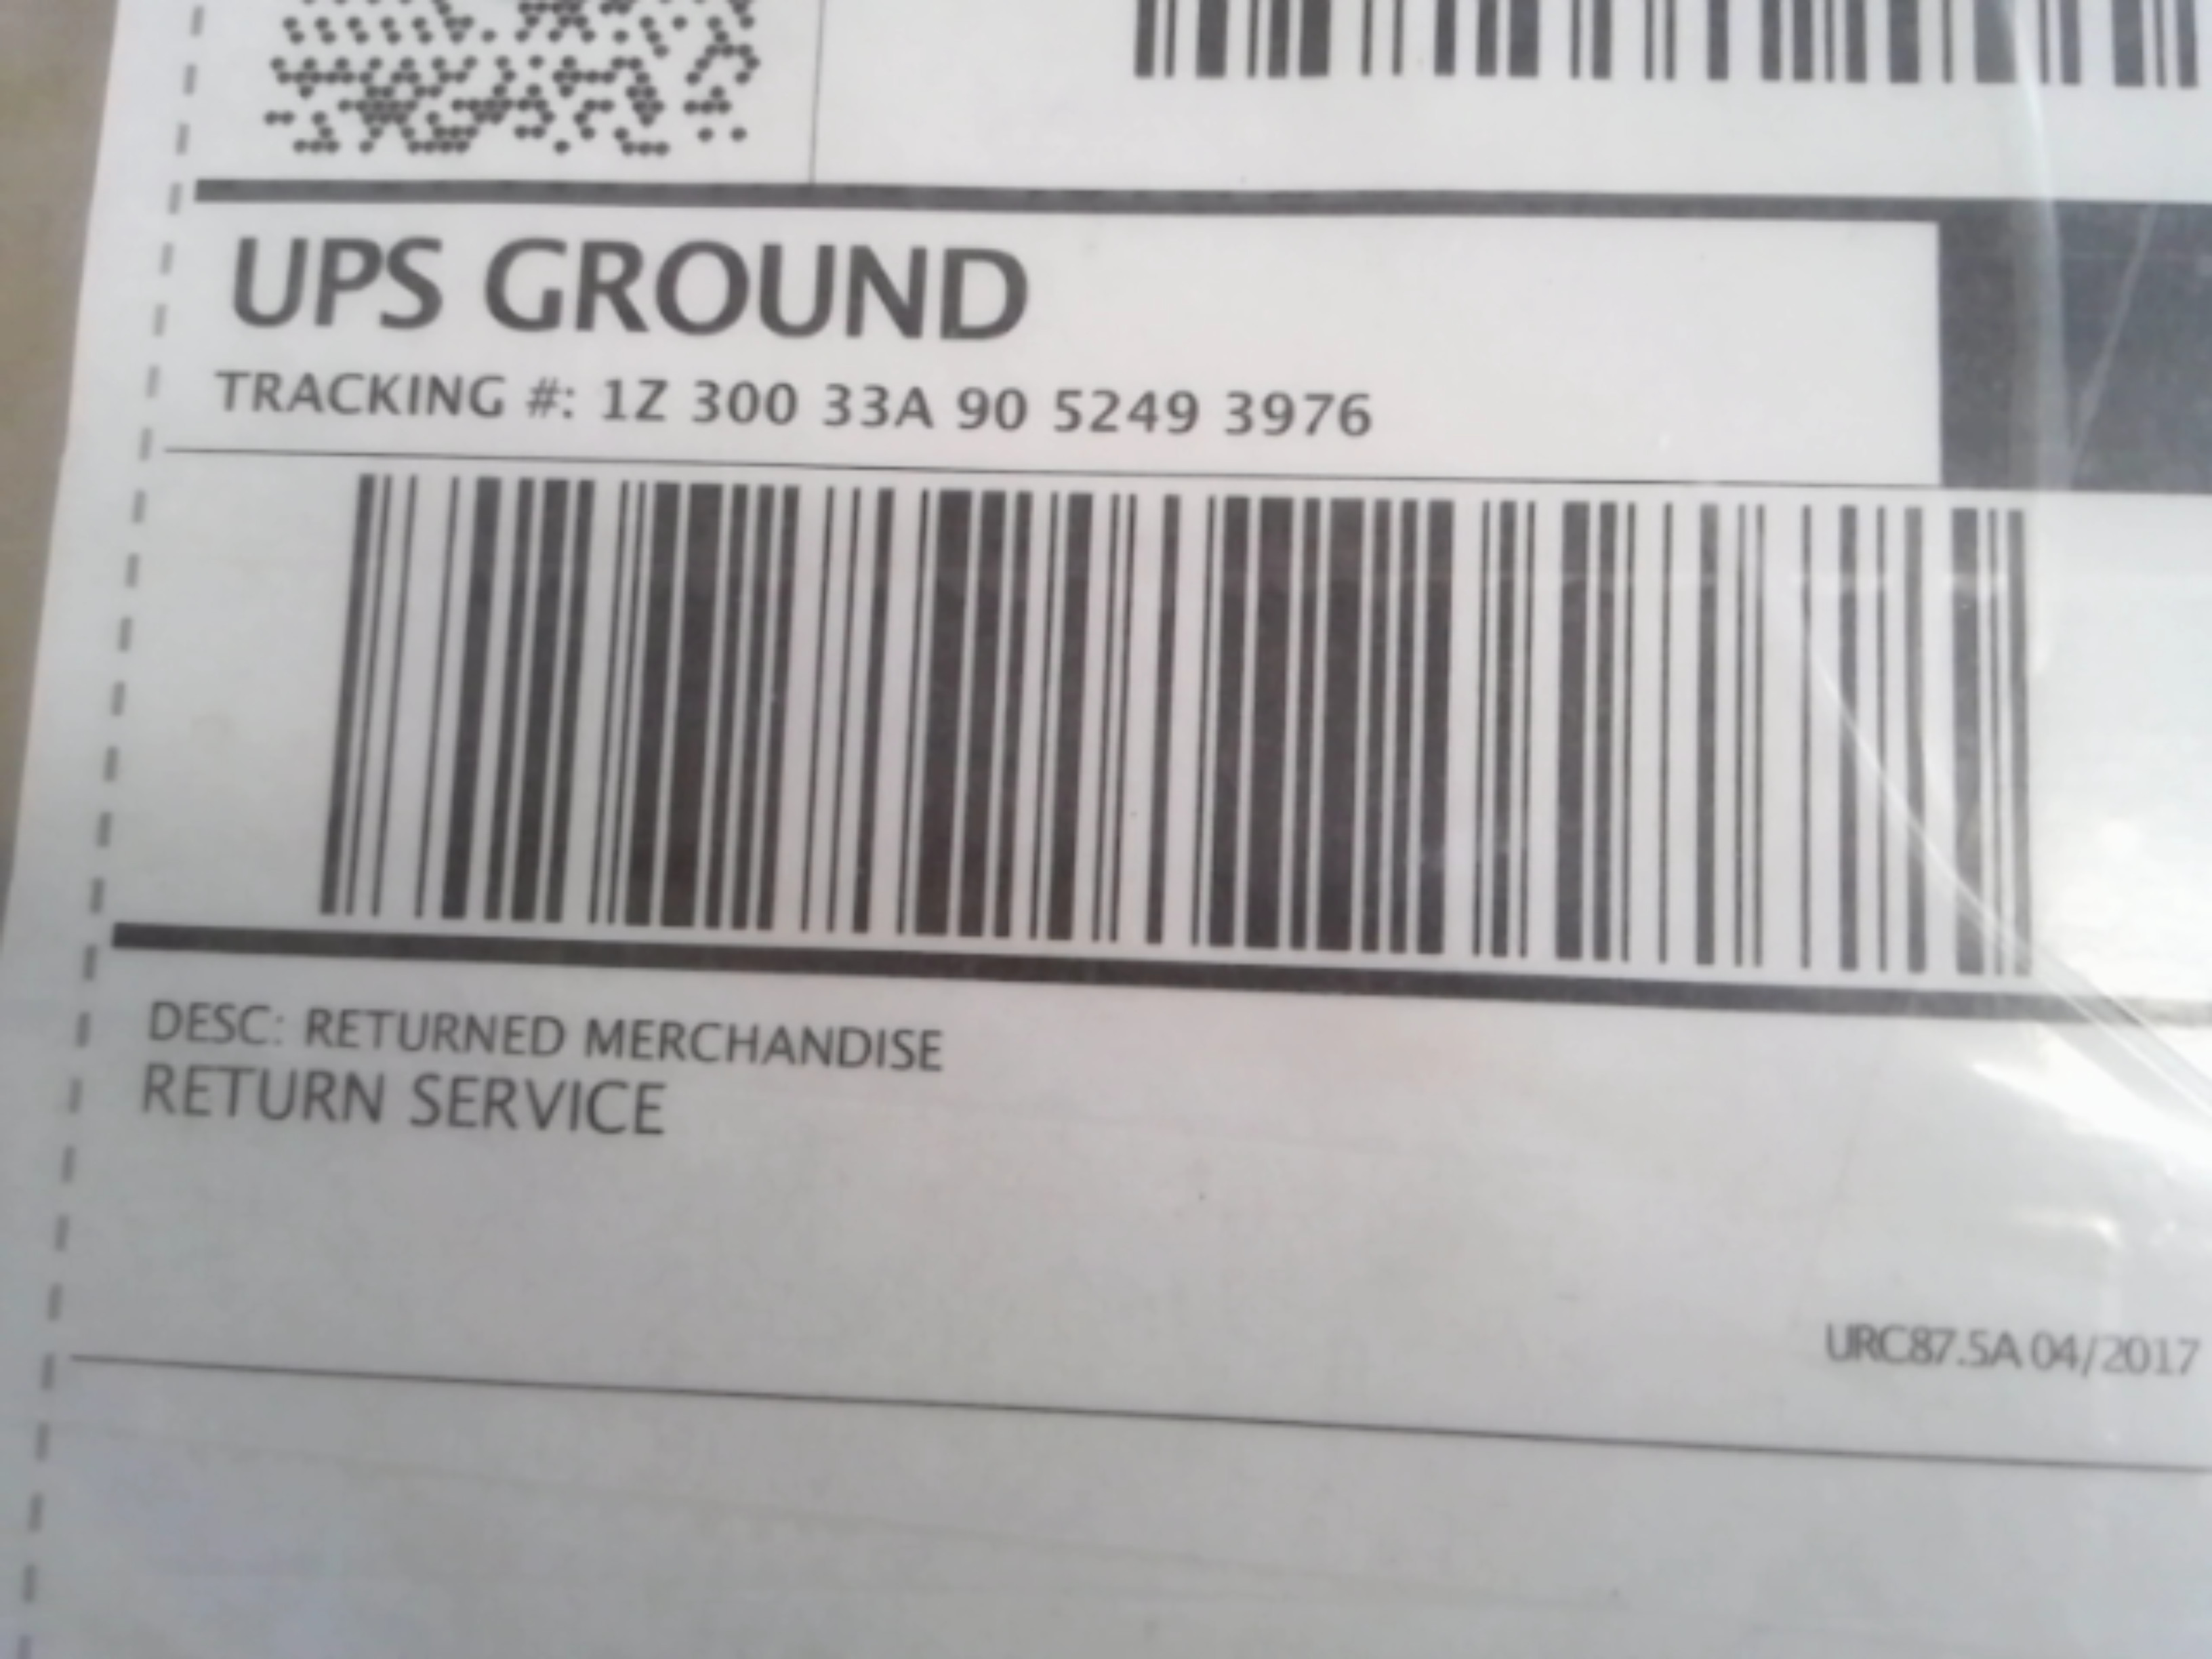 UPS GROUND
TRACKING #: 1Z 300 33A 90 5249 3976
DESC: RETURNED MERCHANDISE
RETURN SERVICE
URC87.5A 04/2017